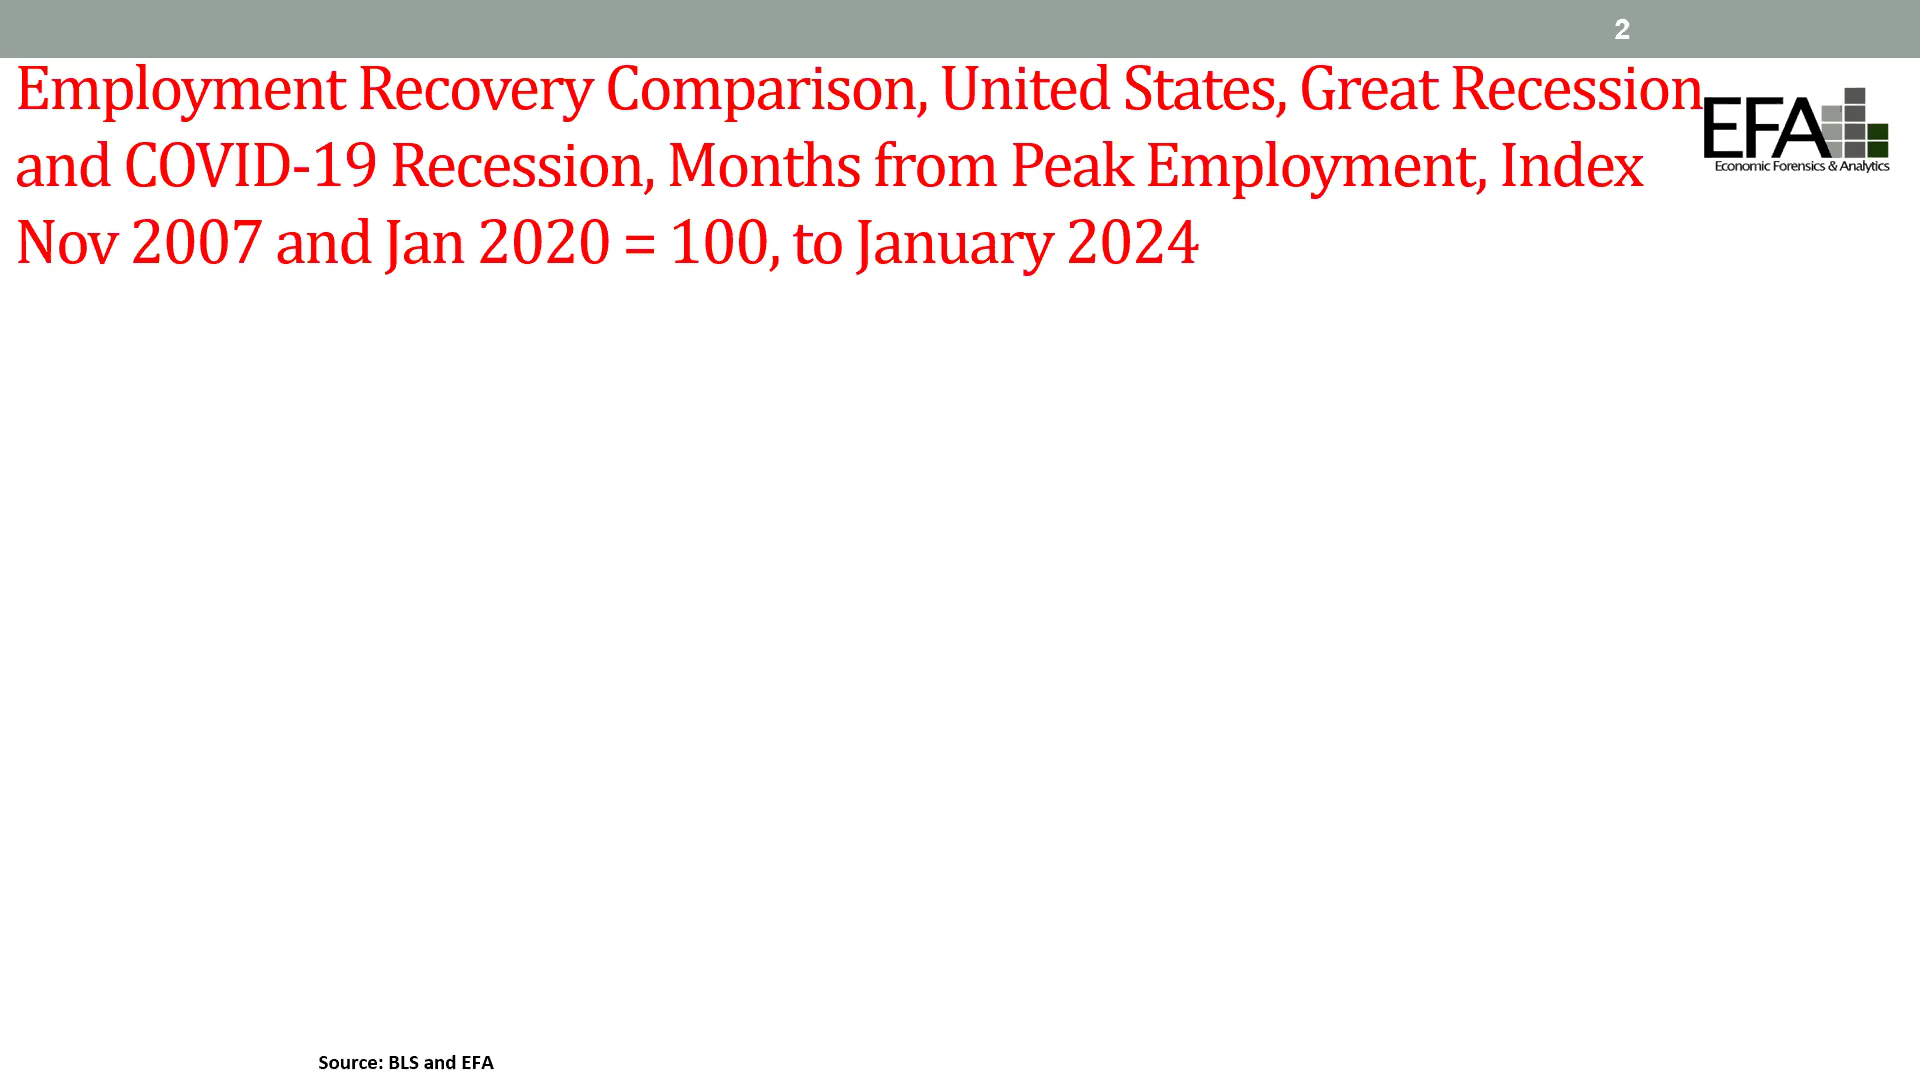 2
Employment Recovery Comparison, United States, Great Recession
and COVID-19 Recession, Months from Peak Employment, Index
Nov 2007 and Jan 2020 = 100, to January 2024
EFA
Economic Forensics & Analytics
Source: BLS and EFA